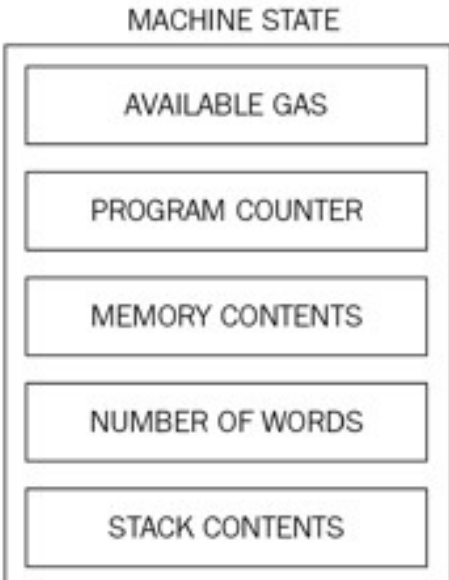 MACHINE STATE
AVAILABLE GAS
PROGRAM COUNTER
MEMORY CONTENTS
NUMBER OF WORDS
STACK CONTENTS